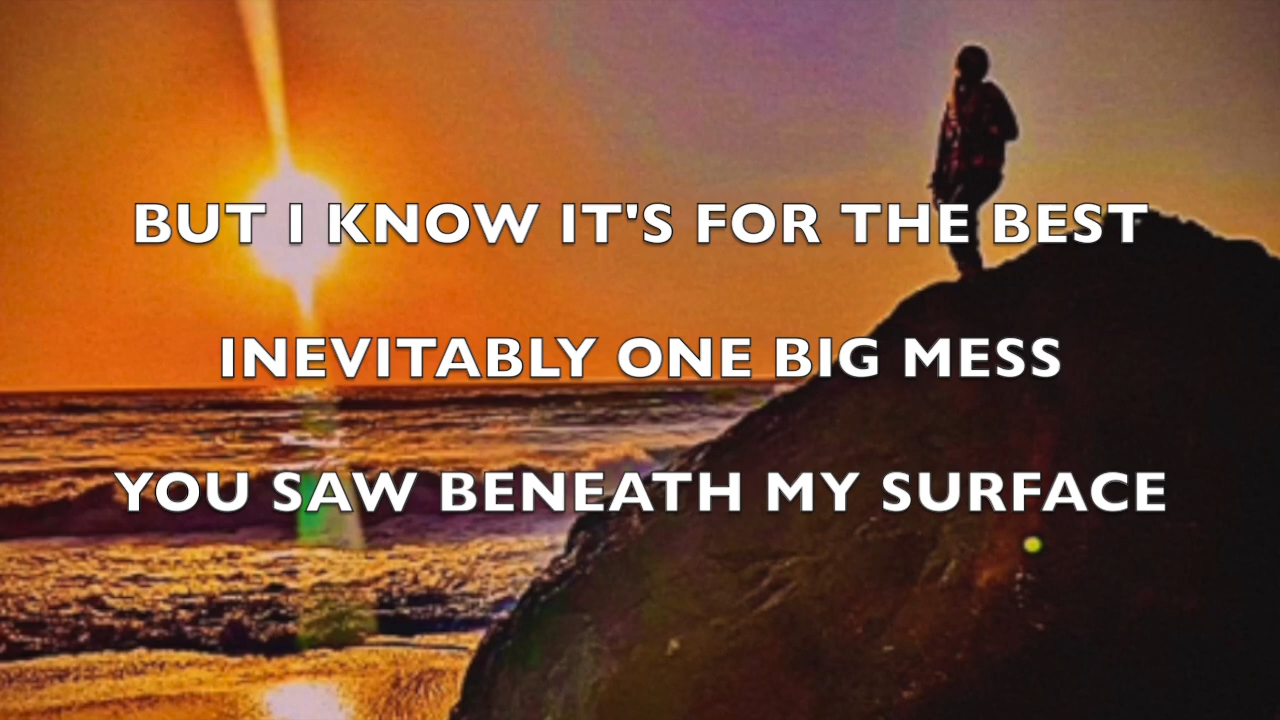 BUT I KNOW IT'S FOR THE BEST
INEVITABLY ONE BIG MESS
YOU SAW BENEATH MY SURFACE